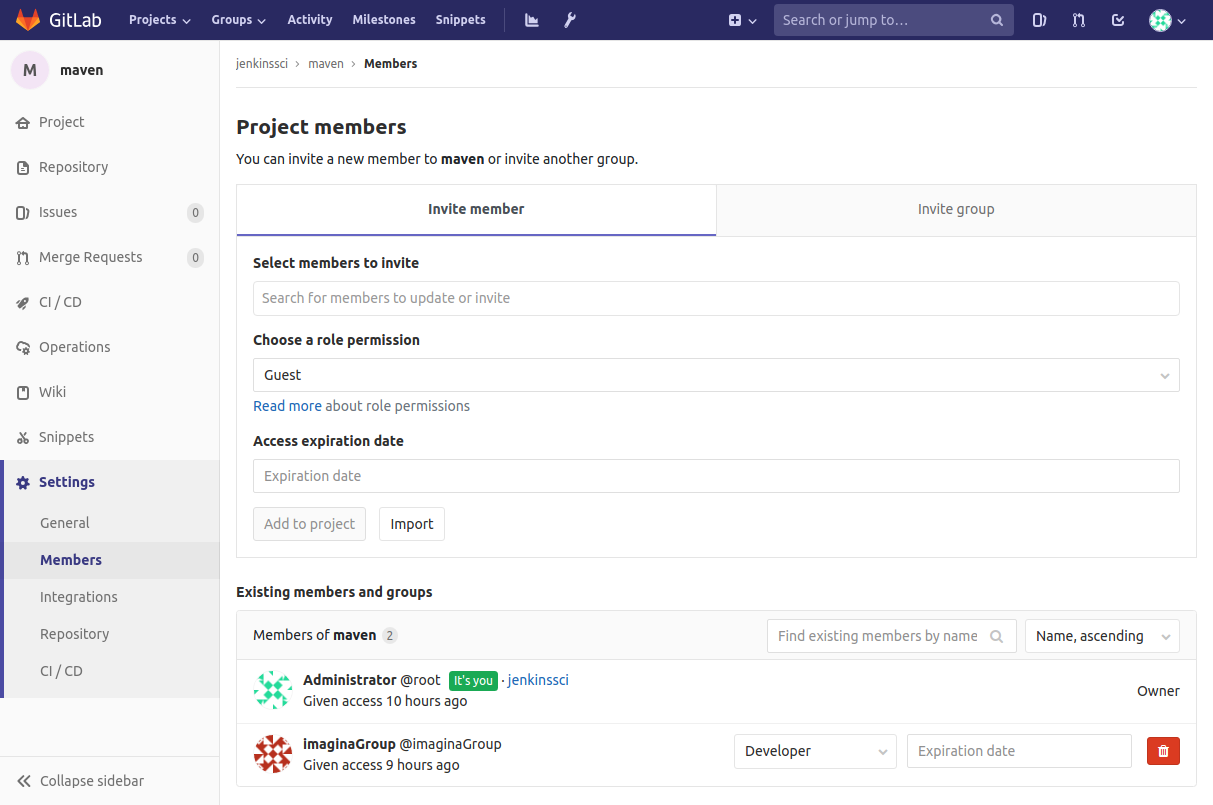 GitLab Projects Groups Activity Milestones Snippets Search or jump to…
M maven
Project
Repository
Issues 0
Merge Requests 0
CI / CD
Operations
Wiki
Snippets
Settings
General
Members
Integrations
Repository
CI / CD
Collapse sidebar
jenkinssci › maven › Members
Project members
You can invite a new member to maven or invite another group.
Invite member Invite group
Select members to invite
Search for members to update or invite
Choose a role permission
Guest
Read more about role permissions
Access expiration date
Expiration date
Add to project Import
Existing members and groups
Members of maven 2 Find existing members by name Name, ascending
Administrator @root It's you · jenkinssci
Given access 10 hours ago
Owner
imaginaGroup @imaginaGroup
Given access 9 hours ago
Developer Expiration date